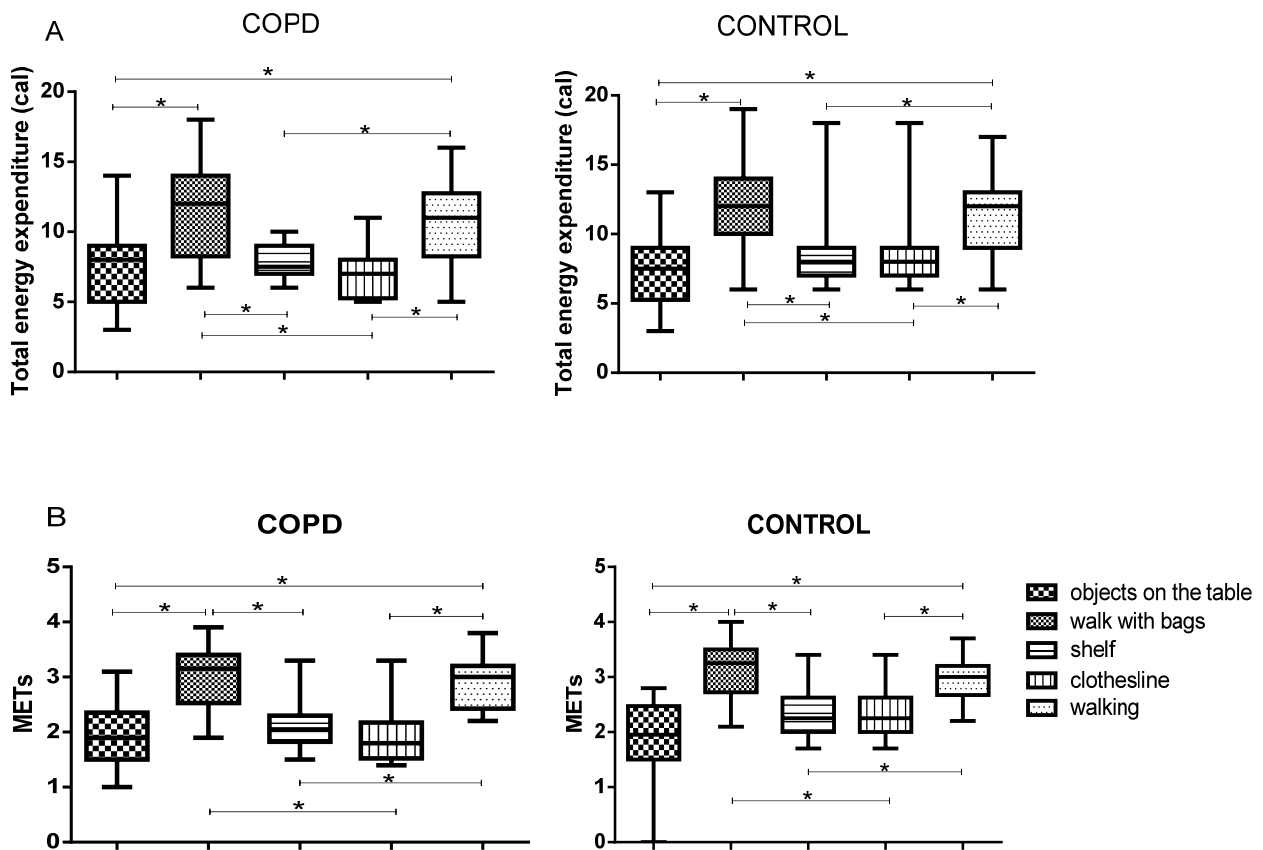 A
COPD
CONTROL
Total energy expenditure (cal)
20
15
10
5
0
* * * * * *
Total energy expenditure (cal)
20
15
10
5
0
* * * * * *
B
COPD
CONTROL
METs
5
4
3
2
1
0
* * * * * *
METs
5
4
3
2
1
0
* * * * * *
objects on the table
walk with bags
shelf
clothesline
walking